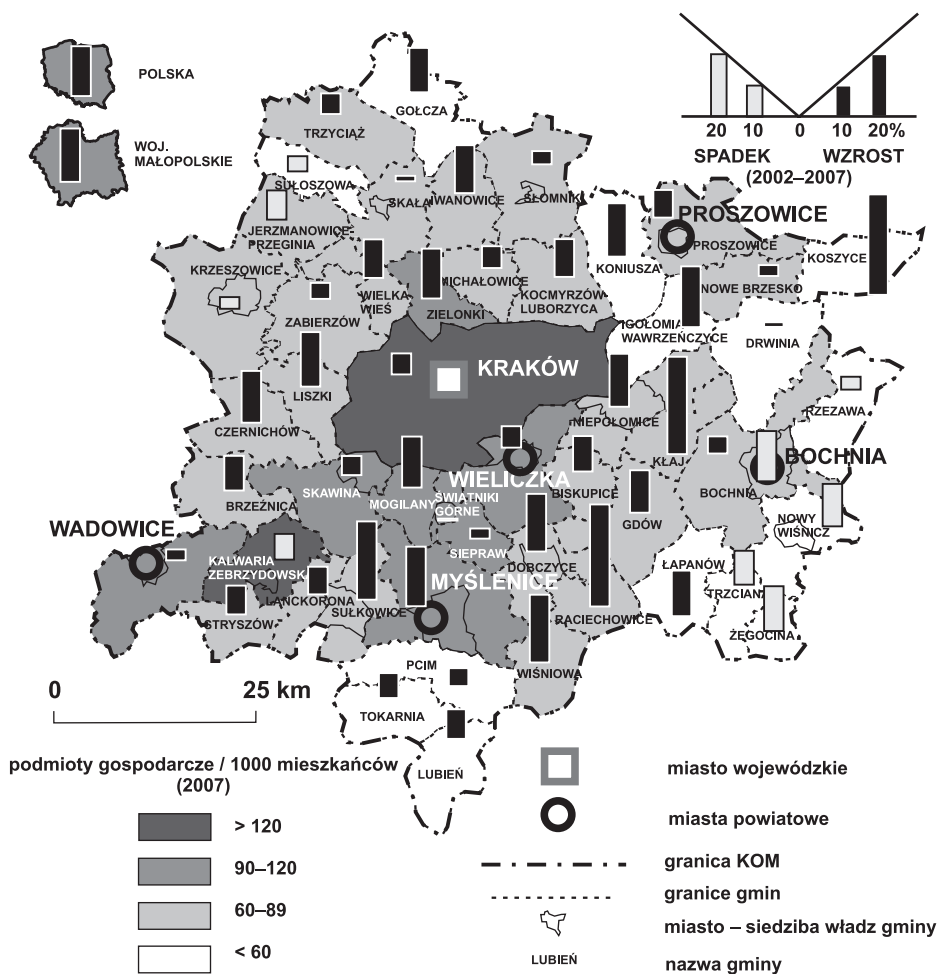 POLSKA
WOJ.
MAŁOPOLSKIE
20 10 0 10 20%
SPADEK WZROST
(2002–2007)
GOŁCZA
TRZYCIĄŻ
SUŁOSZOWA
SKAŁA
IWANOWICE
SŁOMNIKI
JERZMANOWICE
PRZEGINIA
PROSZOWICE
PROSZOWICE
KOSZYCE
KONIUSZA
KRZESZOWICE
WIELKA
WIEŚ
MICHAŁOWICE
KOCMYRZÓW
LUBORZYCA
NOWE BRZESKO
ZABIERZÓW
ZIELONKI
IGOŁOMIA
WAWRZEŃCZYCE
DRWINIA
KRAKÓW
LISZKI
RZEZAWA
CZERNICHÓW
NIEPOŁOMICE
KŁAJ
BOCHNIA
BOCHNIA
WIELICZKA
SKAWINA
MOGILANY
ŚWIĄTNIKI
GÓRNE
BISKUPICE
BRZEŹNICA
GDÓW
NOWY
WIŚNICZ
WADOWICE
SIEPRAW
KALWARIA
ZEBRZYDOWSKA
DOBCZYCE
ŁAPANÓW
MYŚLENICE
TRZCIANA
LANCKORONA
SUŁKOWICE
STRYSZÓW
RACIECHOWICE
ŻEGOCINA
PCIM
WIŚNIOWA
0 25 km
TOKARNIA
LUBIEŃ
podmioty gospodarcze / 1000 mieszkańców
(2007)
> 120
90–120
60–89
< 60
miasto wojewódzkie
miasta powiatowe
granica KOM
granice gmin
miasto – siedziba władz gminy
LUBIEŃ nazwa gminy